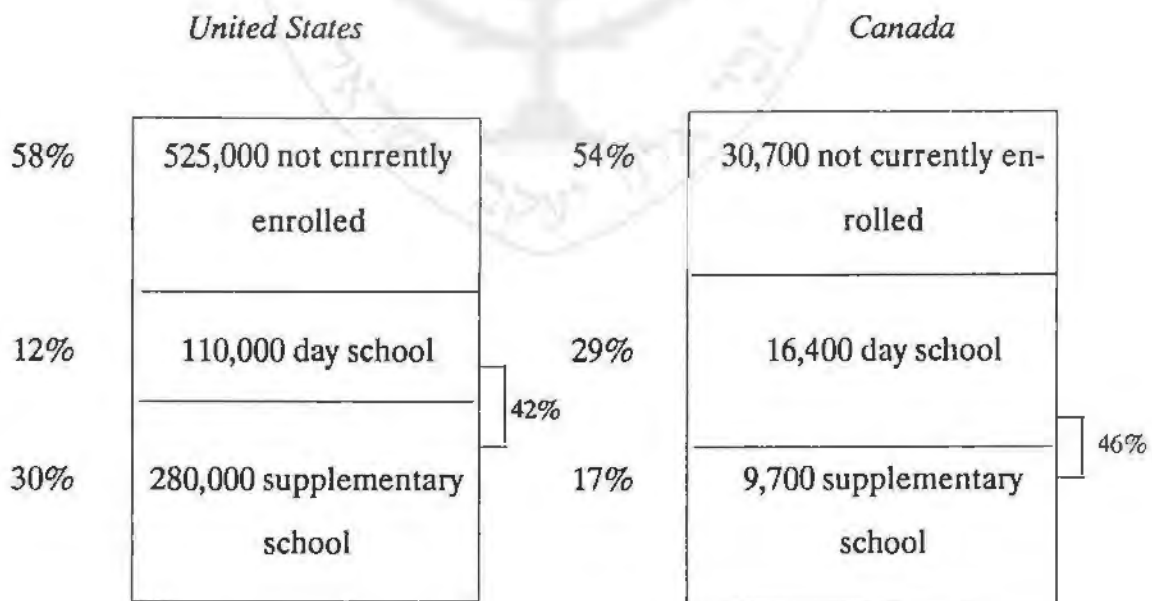 United States
Canada
58%
525,000 not cnrrently
enrolled
54%
30,700 not currently en-
rolled
12%
110,000 day school
29%
16,400 day school
42%
46%
30%
280,000 supplementary
school
17%
9,700 supplementary
school